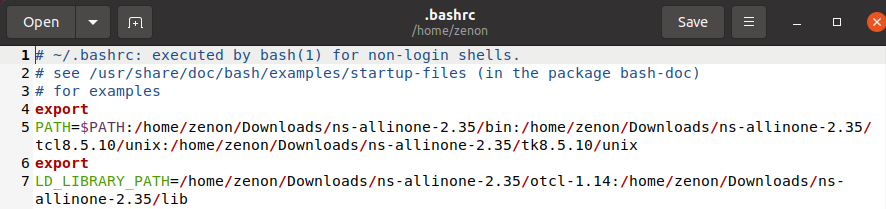 Open
.bashrc
/home/zenon
Save
1 # ~/.bashrc: executed by bash(1) for non-login shells.
2 # see /usr/share/doc/bash/examples/startup-files (in the package bash-doc)
3 # for examples
4 export
5 PATH=$PATH:/home/zenon/Downloads/ns-allinone-2.35/bin:/home/zenon/Downloads/ns-allinone-2.35/
tcl8.5.10/unix:/home/zenon/Downloads/ns-allinone-2.35/tk8.5.10/unix
6 export
7 LD_LIBRARY_PATH=/home/zenon/Downloads/ns-allinone-2.35/otcl-1.14:/home/zenon/Downloads/ns-
allinone-2.35/lib